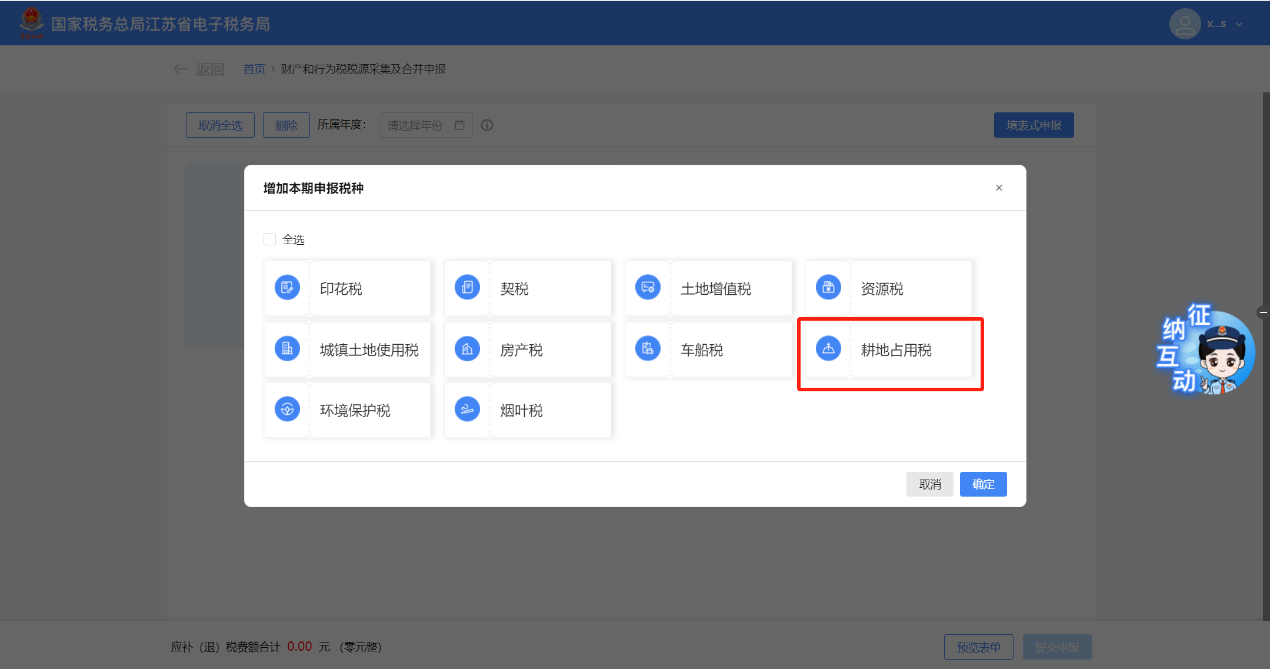 国家税务总局江苏省电子税务局
x...s
返回 首页 › 财产和行为税税源采集及合并申报
取消全选 删除 所属年度： 请选择年份 填表式申报
增加本期申报税种
全选
印花税 契税 土地增值税 资源税
城镇土地使用税 房产税 车船税 耕地占用税
环境保护税 烟叶税
取消 确定
征纳互动
应补（退）税费额合计 0.00 元 （零元整） 预览表单 提交申报